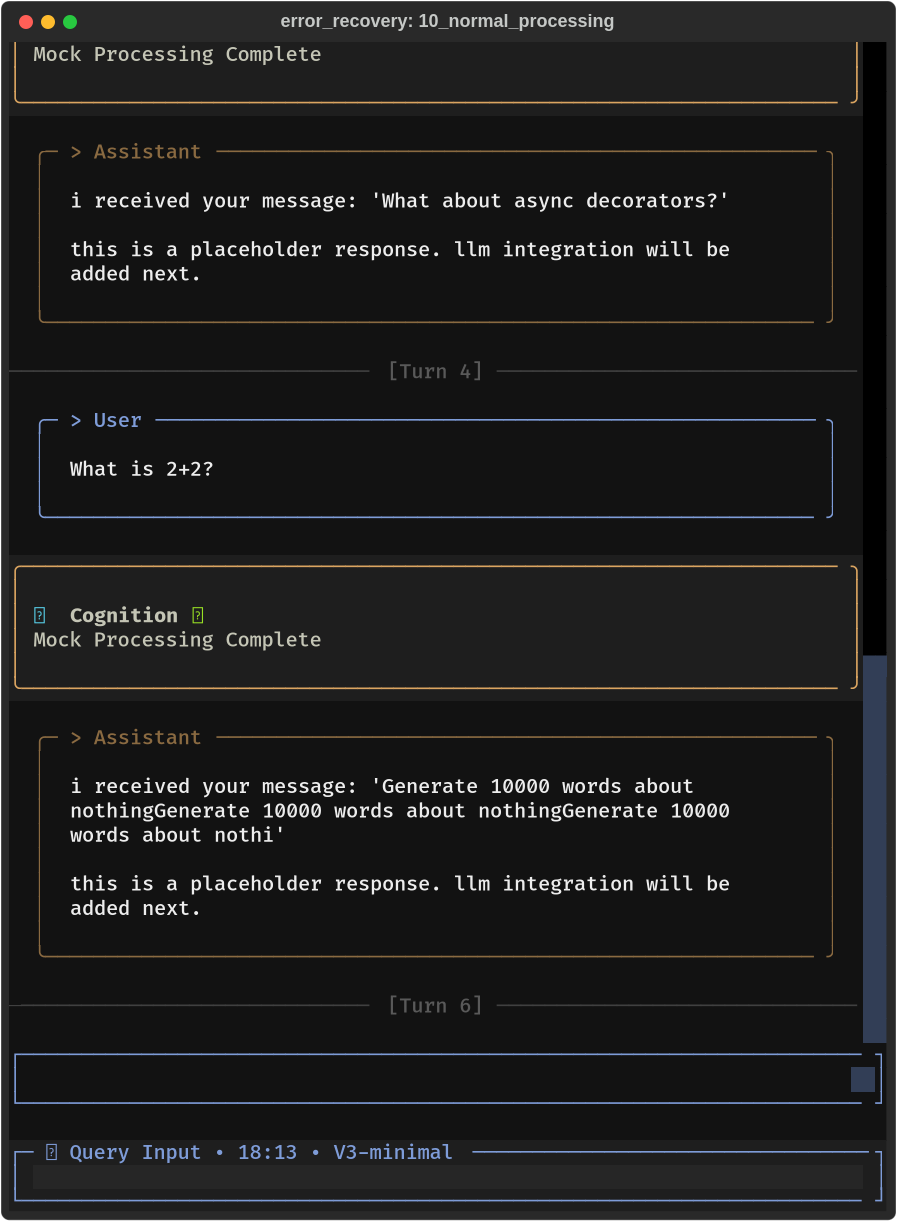 error_recovery: 10_normal_processing
Mock Processing Complete
> Assistant
i received your message: 'What about async decorators?'
this is a placeholder response. llm integration will be
added next.
[Turn 4]
> User
What is 2+2?
Cognition
Mock Processing Complete
> Assistant
i received your message: 'Generate 10000 words about
nothingGenerate 10000 words about nothingGenerate 10000
words about nothi'
this is a placeholder response. llm integration will be
added next.
[Turn 6]
Query Input • 18:13 • V3-minimal